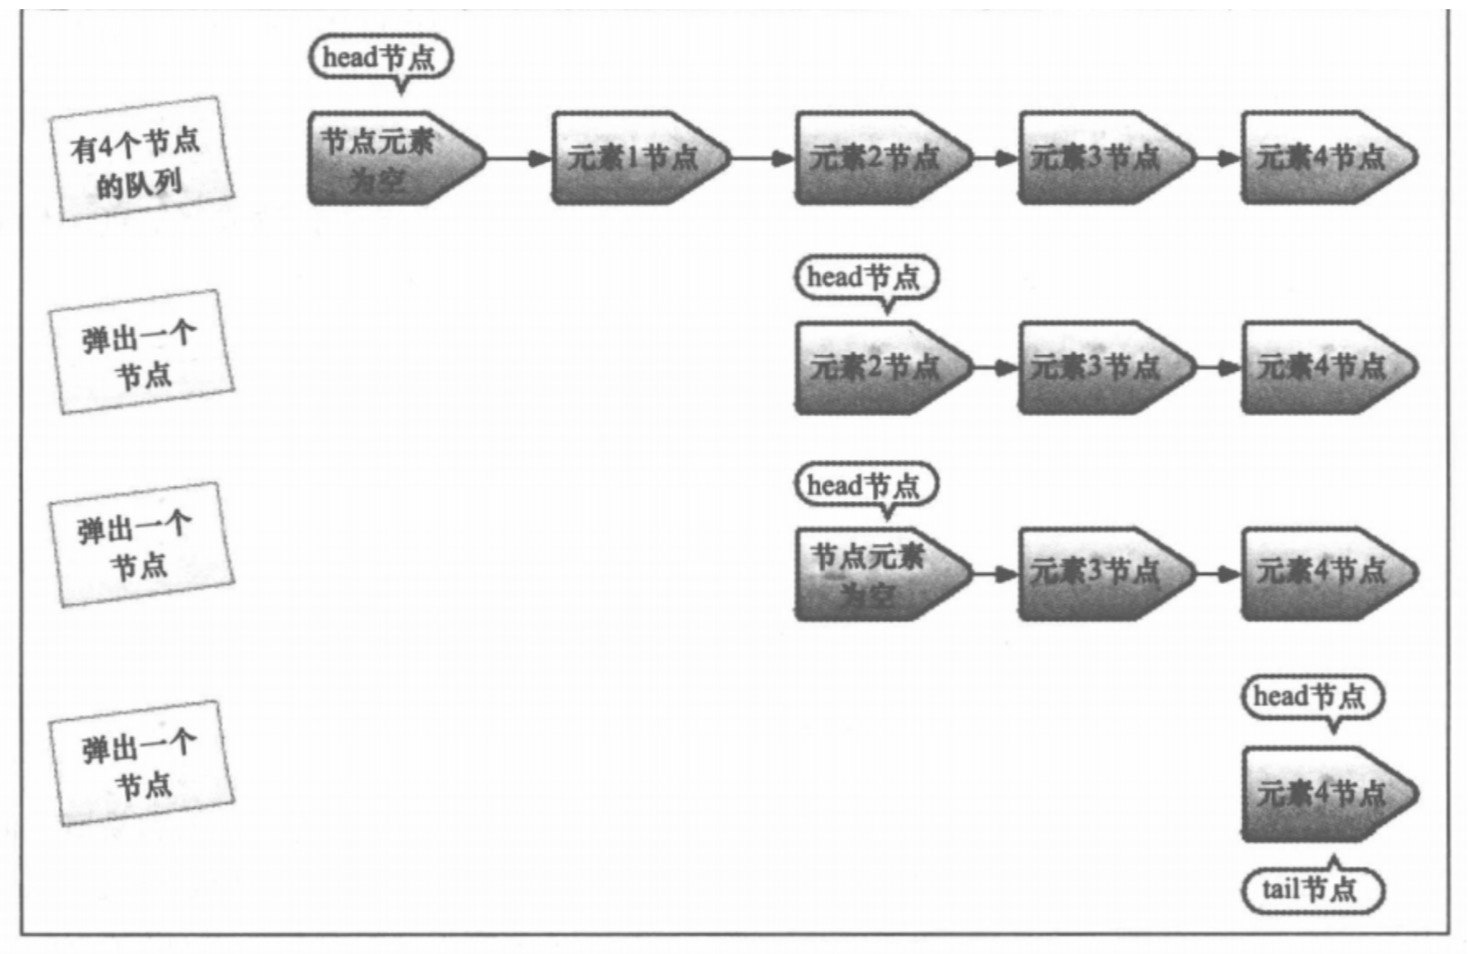 head节点
有4个节点
的队列
节点元素
为空
元素1节点
元素2节点
元素3节点
元素4节点
head节点
弹出一个
节点
元素2节点
元素3节点
元素4节点
head节点
弹出一个
节点
节点元素
为空
元素3节点
元素4节点
head节点
弹出一个
节点
元素4节点
tail节点